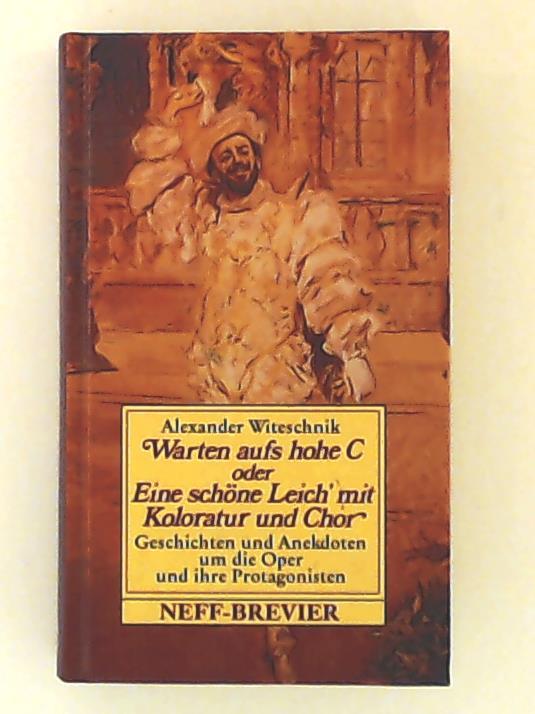 Alexander Witeschnik
Warten aufs hohe C
oder
Eine schöne Leich' mit
Koloratur und Chor
Geschichten und Anekdoten
um die Oper
und ihre Protagonisten
NEFF-BREVIER